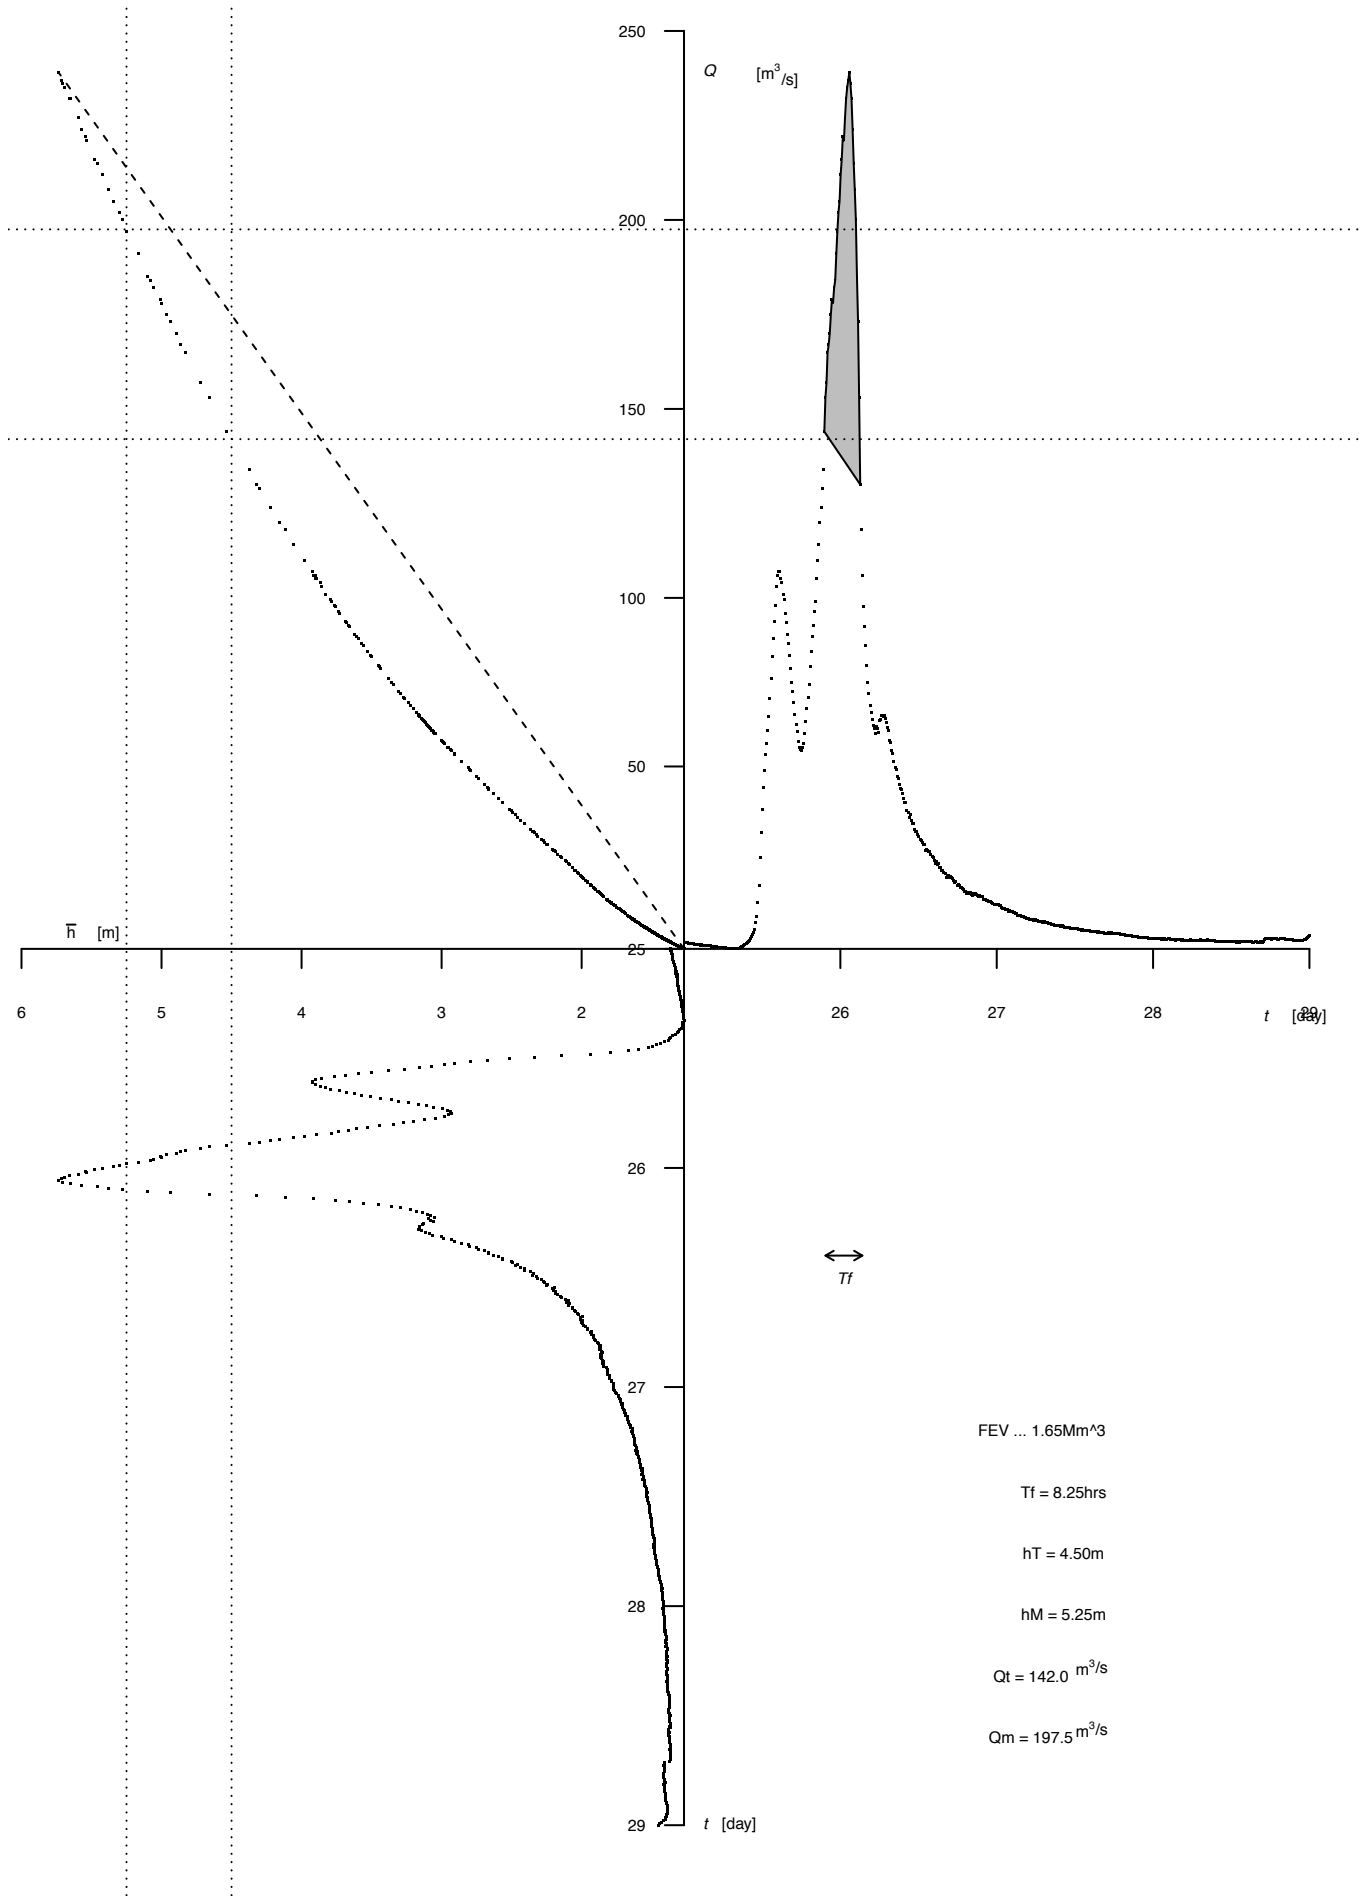 250
Q [m³/s]
200
150
100
50
h̅ [m]
25
6 5 4 3 2 26 27 28 29
t [day]
26
Tf
27
FEV ... 1.65Mm^3
Tf = 8.25hrs
hT = 4.50m
28
hM = 5.25m
Qt = 142.0 m³/s
Qm = 197.5 m³/s
29 t [day]